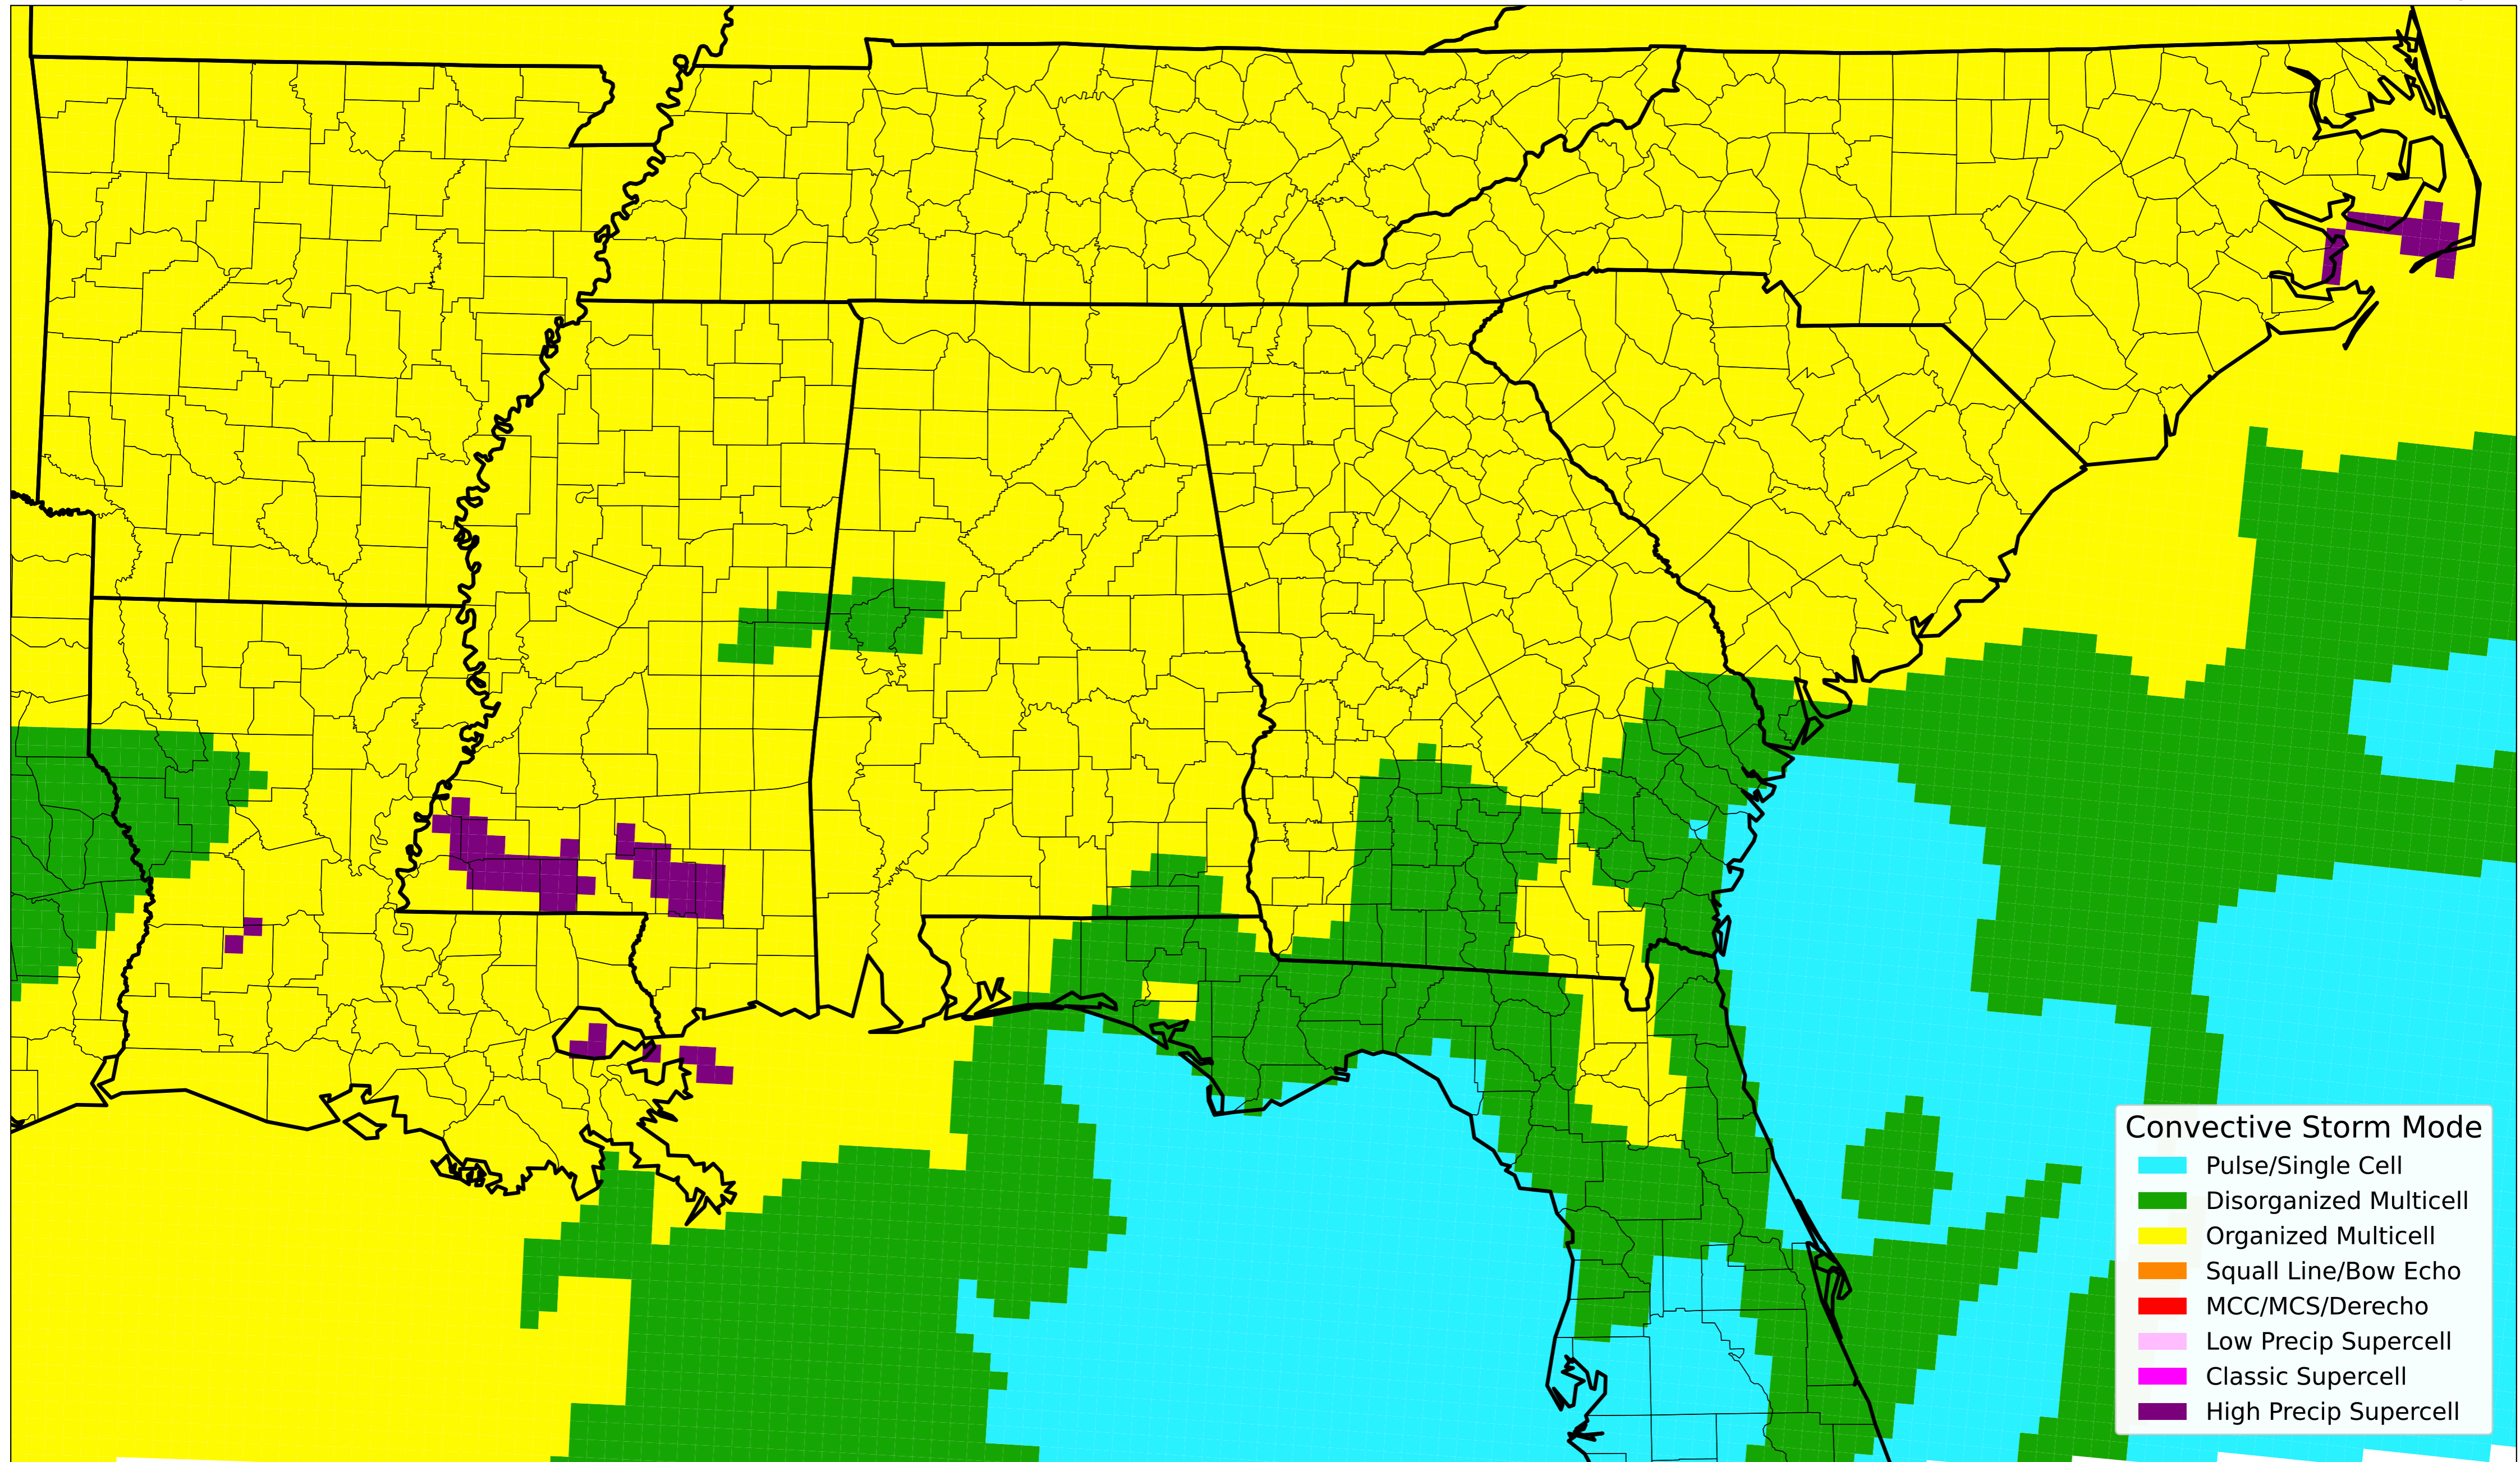 Convective Storm Mode
Pulse/Single Cell
Disorganized Multicell
Organized Multicell
Squall Line/Bow Echo
MCC/MCS/Derecho
Low Precip Supercell
Classic Supercell
High Precip Supercell